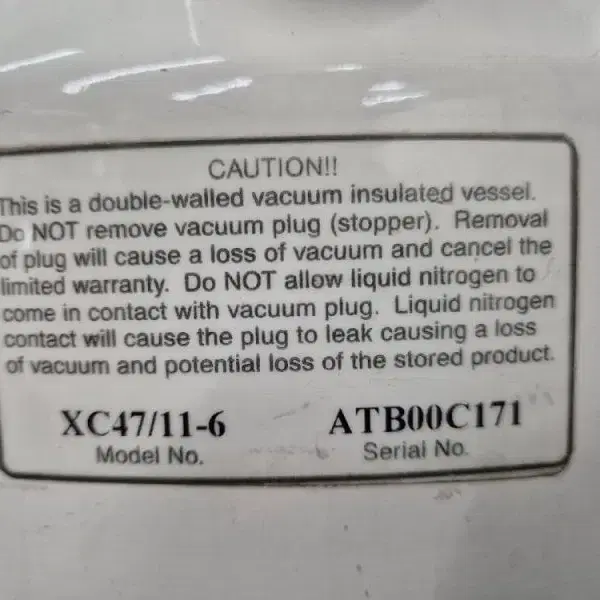 CAUTION!!
This is a double-walled vacuum insulated vessel.
Do NOT remove vacuum plug (stopper). Removal
of plug will cause a loss of vacuum and cancel the
limited warranty. Do NOT allow liquid nitrogen to
come in contact with vacuum plug. Liquid nitrogen
contact will cause the plug to leak causing a loss
of vacuum and potential loss of the stored product.
XC47/11-6 ATB00C171
Model No. Serial No.